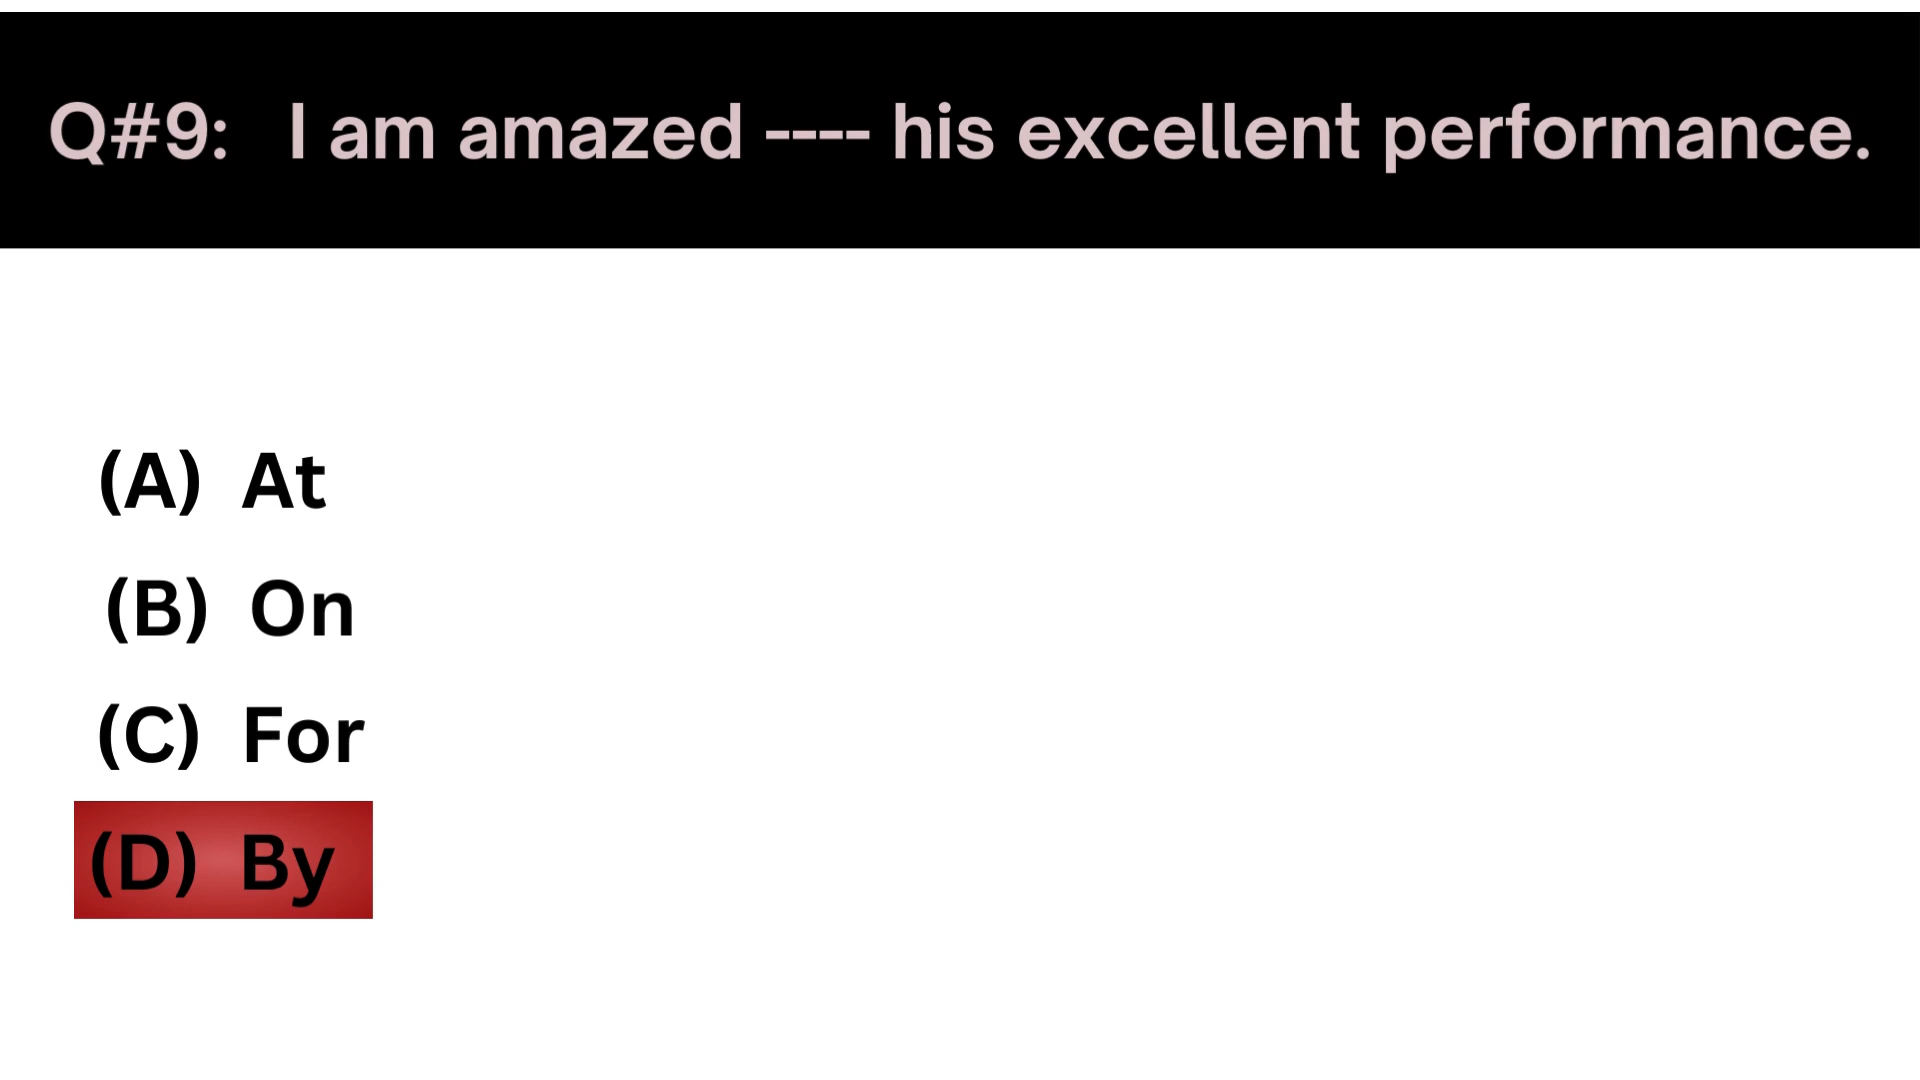 Q#9: I am amazed ---- his excellent performance.
(A) At
(B) On
(C) For
(D) By